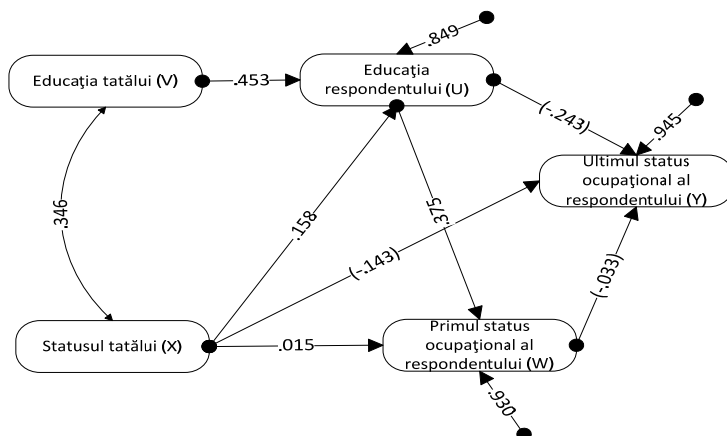 .849
Educaţia tatălui (V)
.453
Educaţia
respondentului (U)
(-.243)
.945
Ultimul status
ocupaţional al
respondentului (Y)
.346
.158
.375
(-.143)
(-.033)
Statusul tatălui (X)
.015
Primul status
ocupaţional al
respondentului (W)
.930